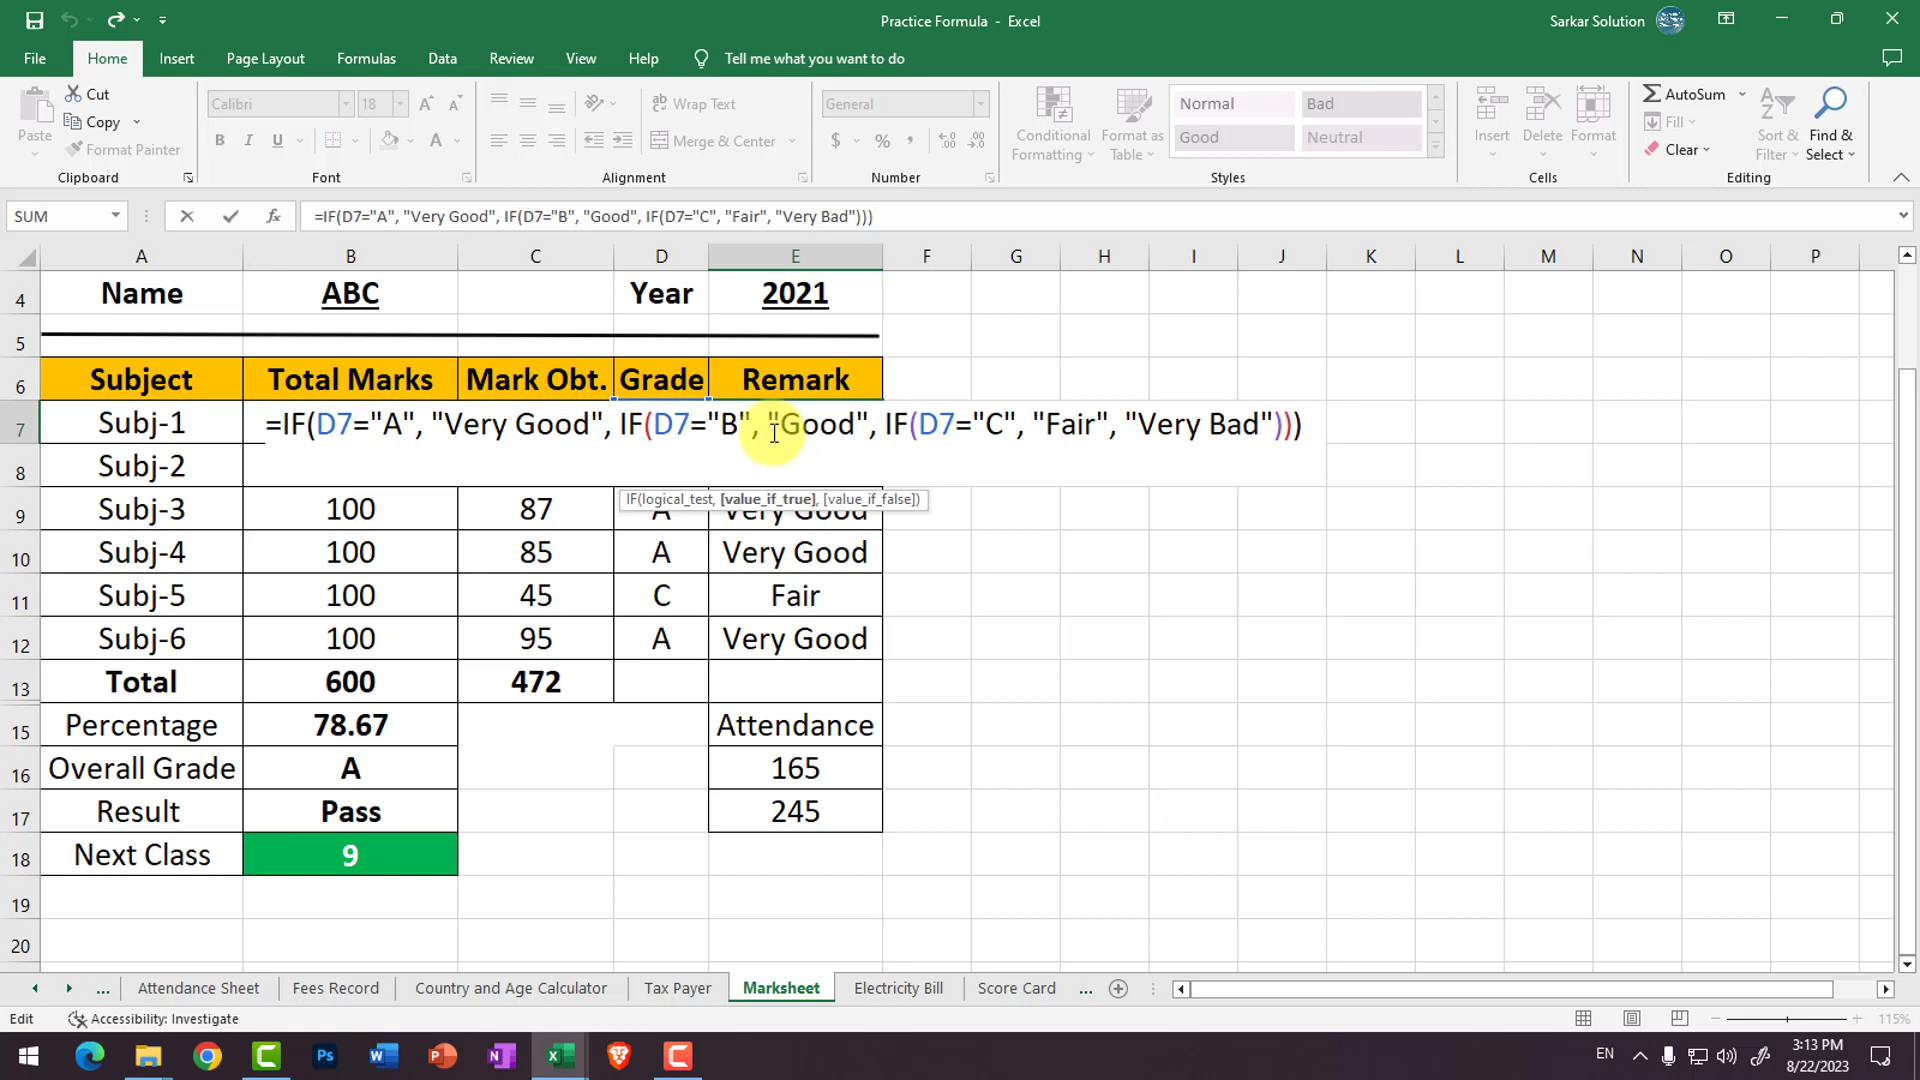 Practice Formula - Excel
Sarkar Solution
File Home Insert Page Layout Formulas Data Review View Help Tell me what you want to do
Paste
Cut
Copy
Format Painter
Clipboard
Calibri 18
B I U
Font
Wrap Text
Merge & Center
Alignment
General
$ % ,
Number
Conditional Formatting
Format as Table
Normal Bad
Good Neutral
Styles
Insert Delete Format
Cells
AutoSum
Fill
Clear
Sort & Filter
Find & Select
Editing
SUM
fx
=IF(D7="A", "Very Good", IF(D7="B", "Good", IF(D7="C", "Fair", "Very Bad")))
A B C D E F G H I J K L M N O P
4 Name ABC Year 2021
5
6 Subject Total Marks Mark Obt. Grade Remark
7 Subj-1 =IF(D7="A", "Very Good", IF(D7="B", "Good", IF(D7="C", "Fair", "Very Bad")))
8 Subj-2
IF(logical_test, [value_if_true], [value_if_false])
9 Subj-3 100 87 A Very Good
10 Subj-4 100 85 A Very Good
11 Subj-5 100 45 C Fair
12 Subj-6 100 95 A Very Good
13 Total 600 472
15 Percentage 78.67 Attendance
16 Overall Grade A 165
17 Result Pass 245
18 Next Class 9
19
20
... Attendance Sheet Fees Record Country and Age Calculator Tax Payer Marksheet Electricity Bill Score Card ...
Edit Accessibility: Investigate 115%
EN 3:13 PM
8/22/2023